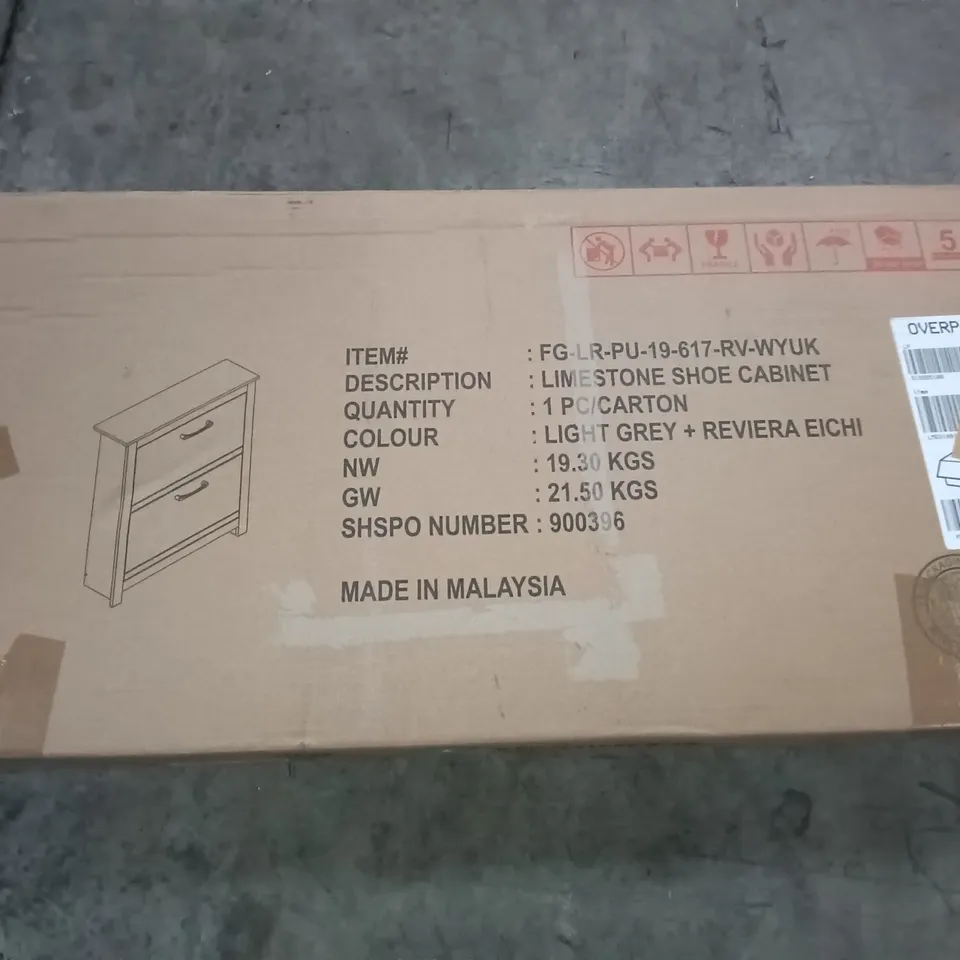 FRAGILE
5
OVERP
ITEM# : FG-LR-PU-19-617-RV-WYUK
DESCRIPTION : LIMESTONE SHOE CABINET
QUANTITY : 1 PC/CARTON
COLOUR : LIGHT GREY + REVIERA EICHI
NW : 19.30 KGS
GW : 21.50 KGS
SHSPO NUMBER : 900396
MADE IN MALAYSIA